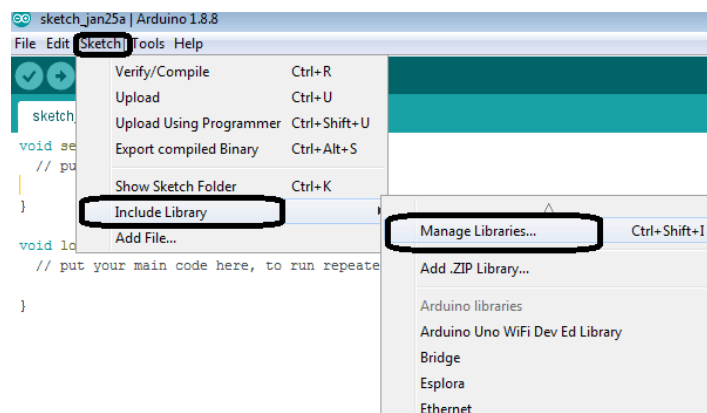 sketch_jan25a | Arduino 1.8.8
File Edit Sketch Tools Help
Verify/Compile Ctrl+R
Upload Ctrl+U
Upload Using Programmer Ctrl+Shift+U
Export compiled Binary Ctrl+Alt+S
Show Sketch Folder Ctrl+K
Include Library
Add File...
Manage Libraries... Ctrl+Shift+I
Add .ZIP Library...
Arduino libraries
Arduino Uno WiFi Dev Ed Library
Bridge
Esplora
Ethernet
sketch_
void se
// pu
}
void lo
// put your main code here, to run repeate
}